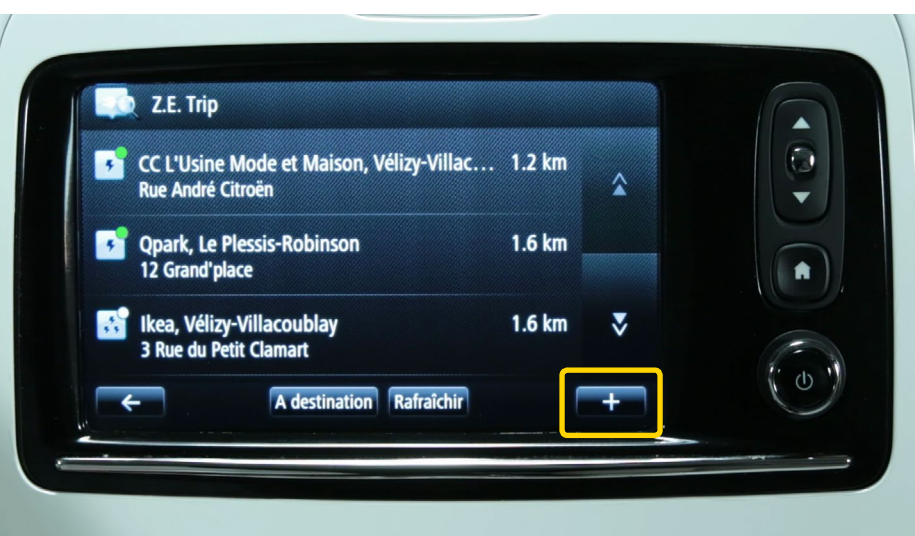 Z.E. Trip
CC L'Usine Mode et Maison, Vélizy-Villac... 1.2 km
Rue André Citroën
Qpark, Le Plessis-Robinson 1.6 km
12 Grand'place
Ikea, Vélizy-Villacoublay 1.6 km
3 Rue du Petit Clamart
A destination Rafraîchir +